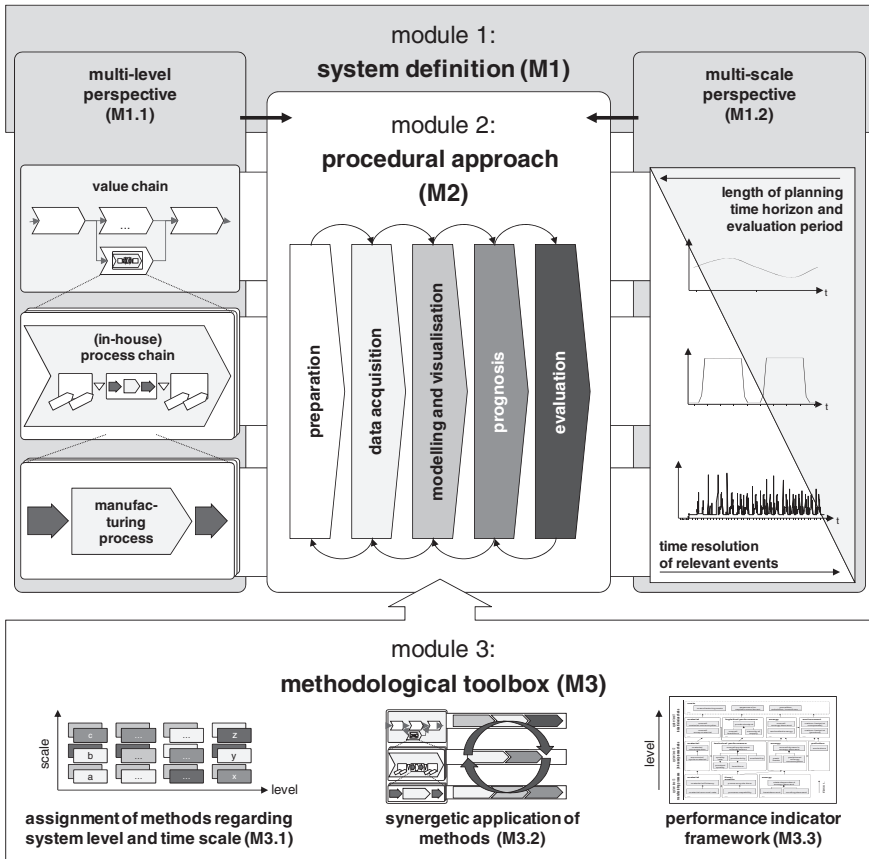 module 1:
system definition (M1)
multi-level
perspective
(M1.1)
value chain
...
(in-house)
process chain
manufac-
turing
process
module 2:
procedural approach
(M2)
preparation
data acquisition
modelling and visualisation
prognosis
evaluation
multi-scale
perspective
(M1.2)
length of planning
time horizon and
evaluation period
t
t
t
time resolution
of relevant events
module 3:
methodological toolbox (M3)
scale
c ... ... z
b ... ... y
a ... ... x
level
assignment of methods regarding
system level and time scale (M3.1)
synergetic application of
methods (M3.2)
level
performance indicator
framework (M3.3)